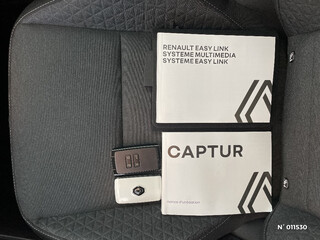 RENAULT EASY LINK
SYSTEME MULTIMEDIA
SYSTEME EASY LINK
CAPTUR
N° 011530